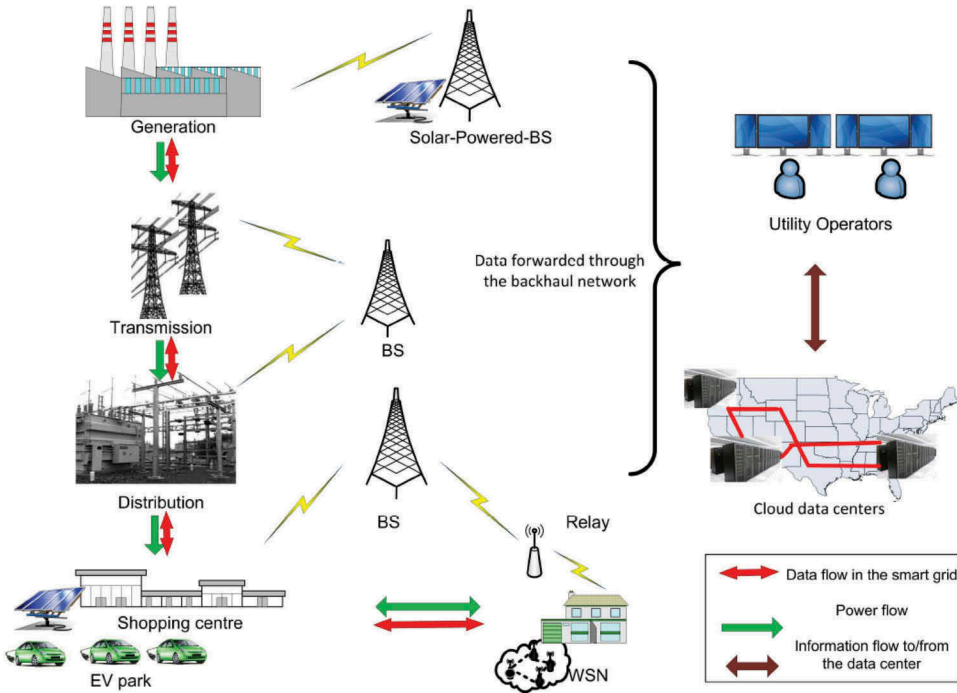 Generation
Solar-Powered-BS
Utility Operators
Data forwarded through
the backhaul network
Transmission
BS
Distribution
BS
Relay
Cloud data centers
Shopping centre
EV park
WSN
Data flow in the smart grid
Power flow
Information flow to/from
the data center